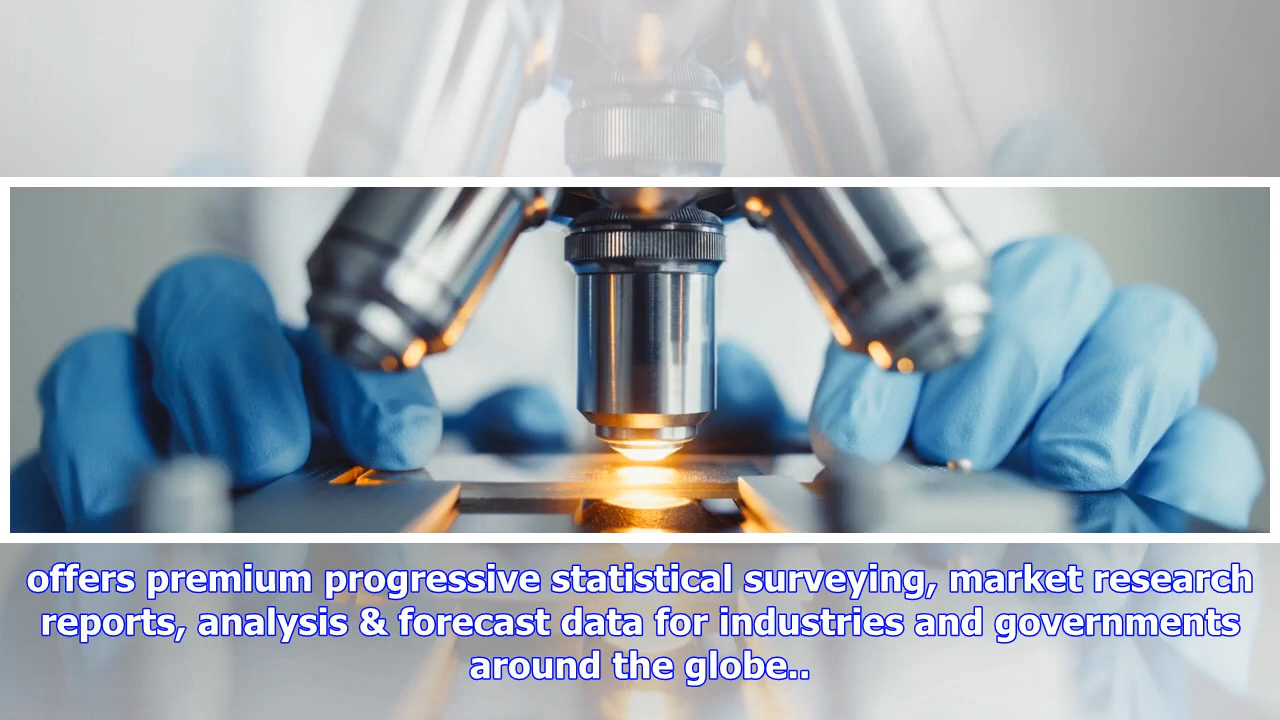 offers premium progressive statistical surveying, market research
reports, analysis & forecast data for industries and governments
around the globe..